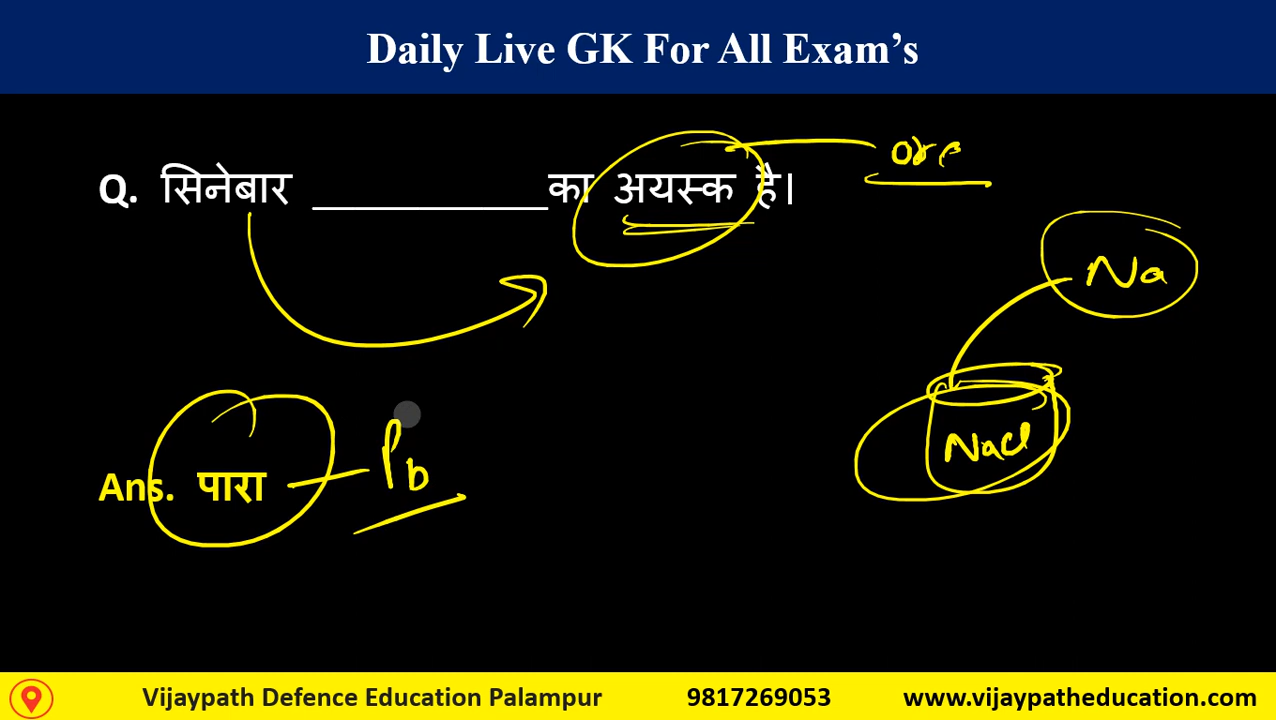 Daily Live GK For All Exam’s
Q. सिनेबार __________का अयस्क है।
ore
Na
NaCl
Ans. पारा
Pb
Vijaypath Defence Education Palampur 9817269053 www.vijaypatheducation.com